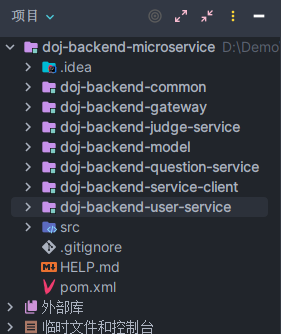 项目
doj-backend-microservice D:\Demo
.idea
doj-backend-common
doj-backend-gateway
doj-backend-judge-service
doj-backend-model
doj-backend-question-service
doj-backend-service-client
doj-backend-user-service
src
.gitignore
HELP.md
pom.xml
外部库
临时文件和控制台